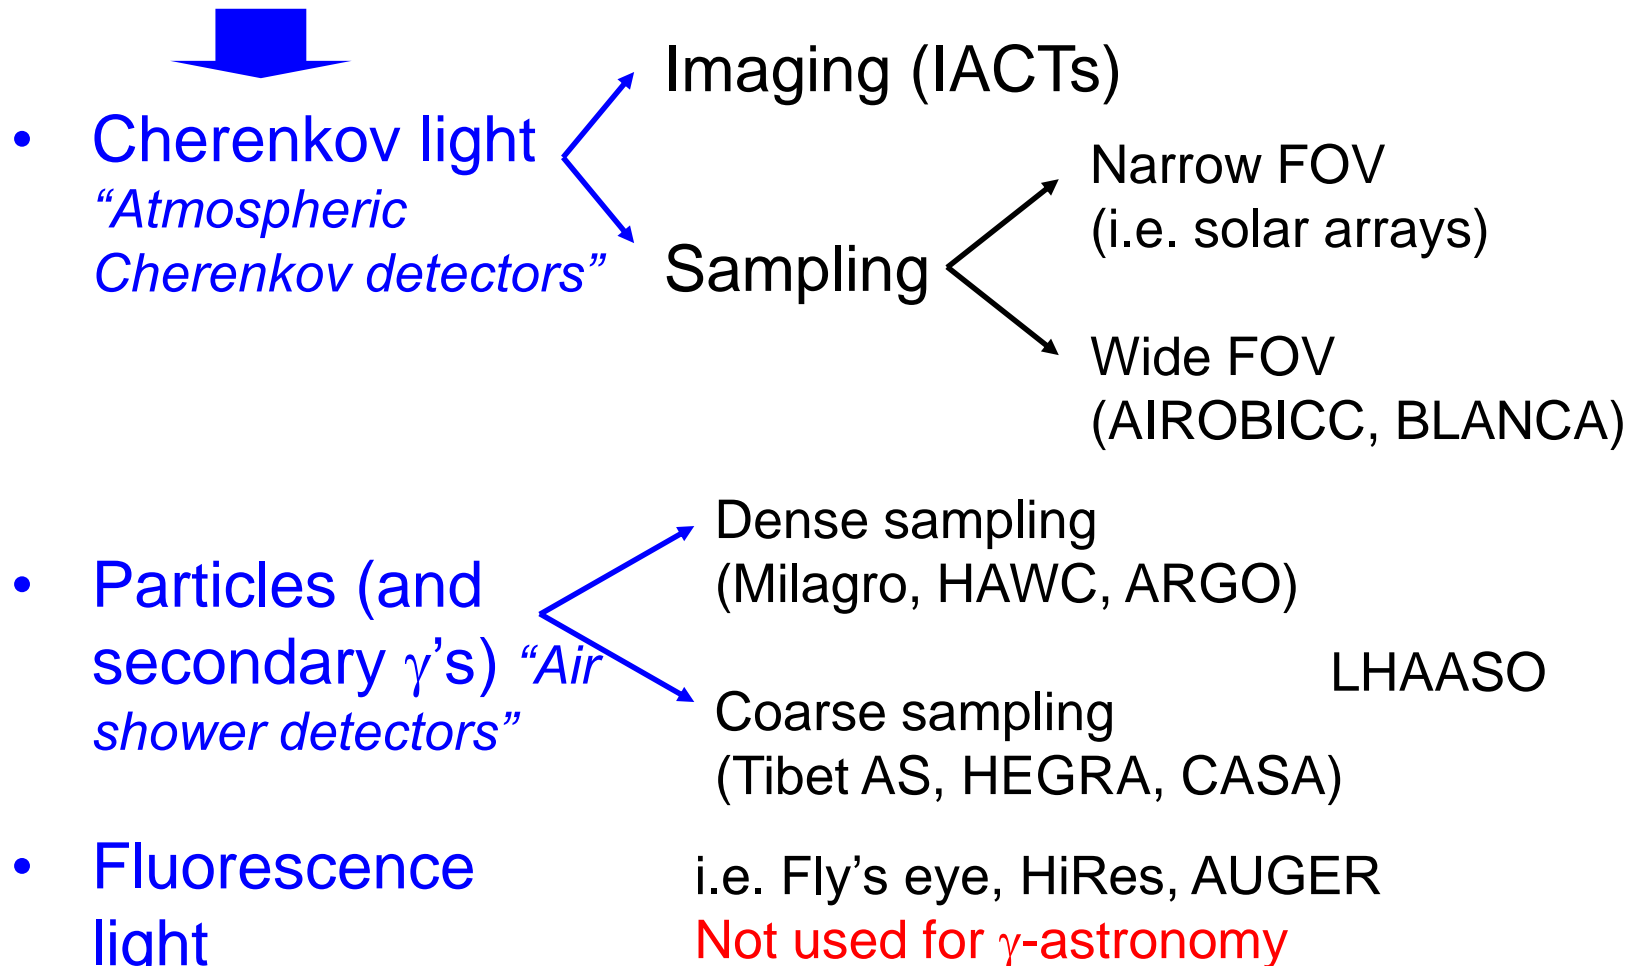 Imaging (IACTs)
• Cherenkov light
“Atmospheric
Cherenkov detectors”
Sampling
Narrow FOV
(i.e. solar arrays)
Wide FOV
(AIROBICC, BLANCA)
• Particles (and
secondary γ’s) “Air
shower detectors”
Dense sampling
(Milagro, HAWC, ARGO)
LHAASO
Coarse sampling
(Tibet AS, HEGRA, CASA)
• Fluorescence
light
i.e. Fly’s eye, HiRes, AUGER
Not used for γ-astronomy